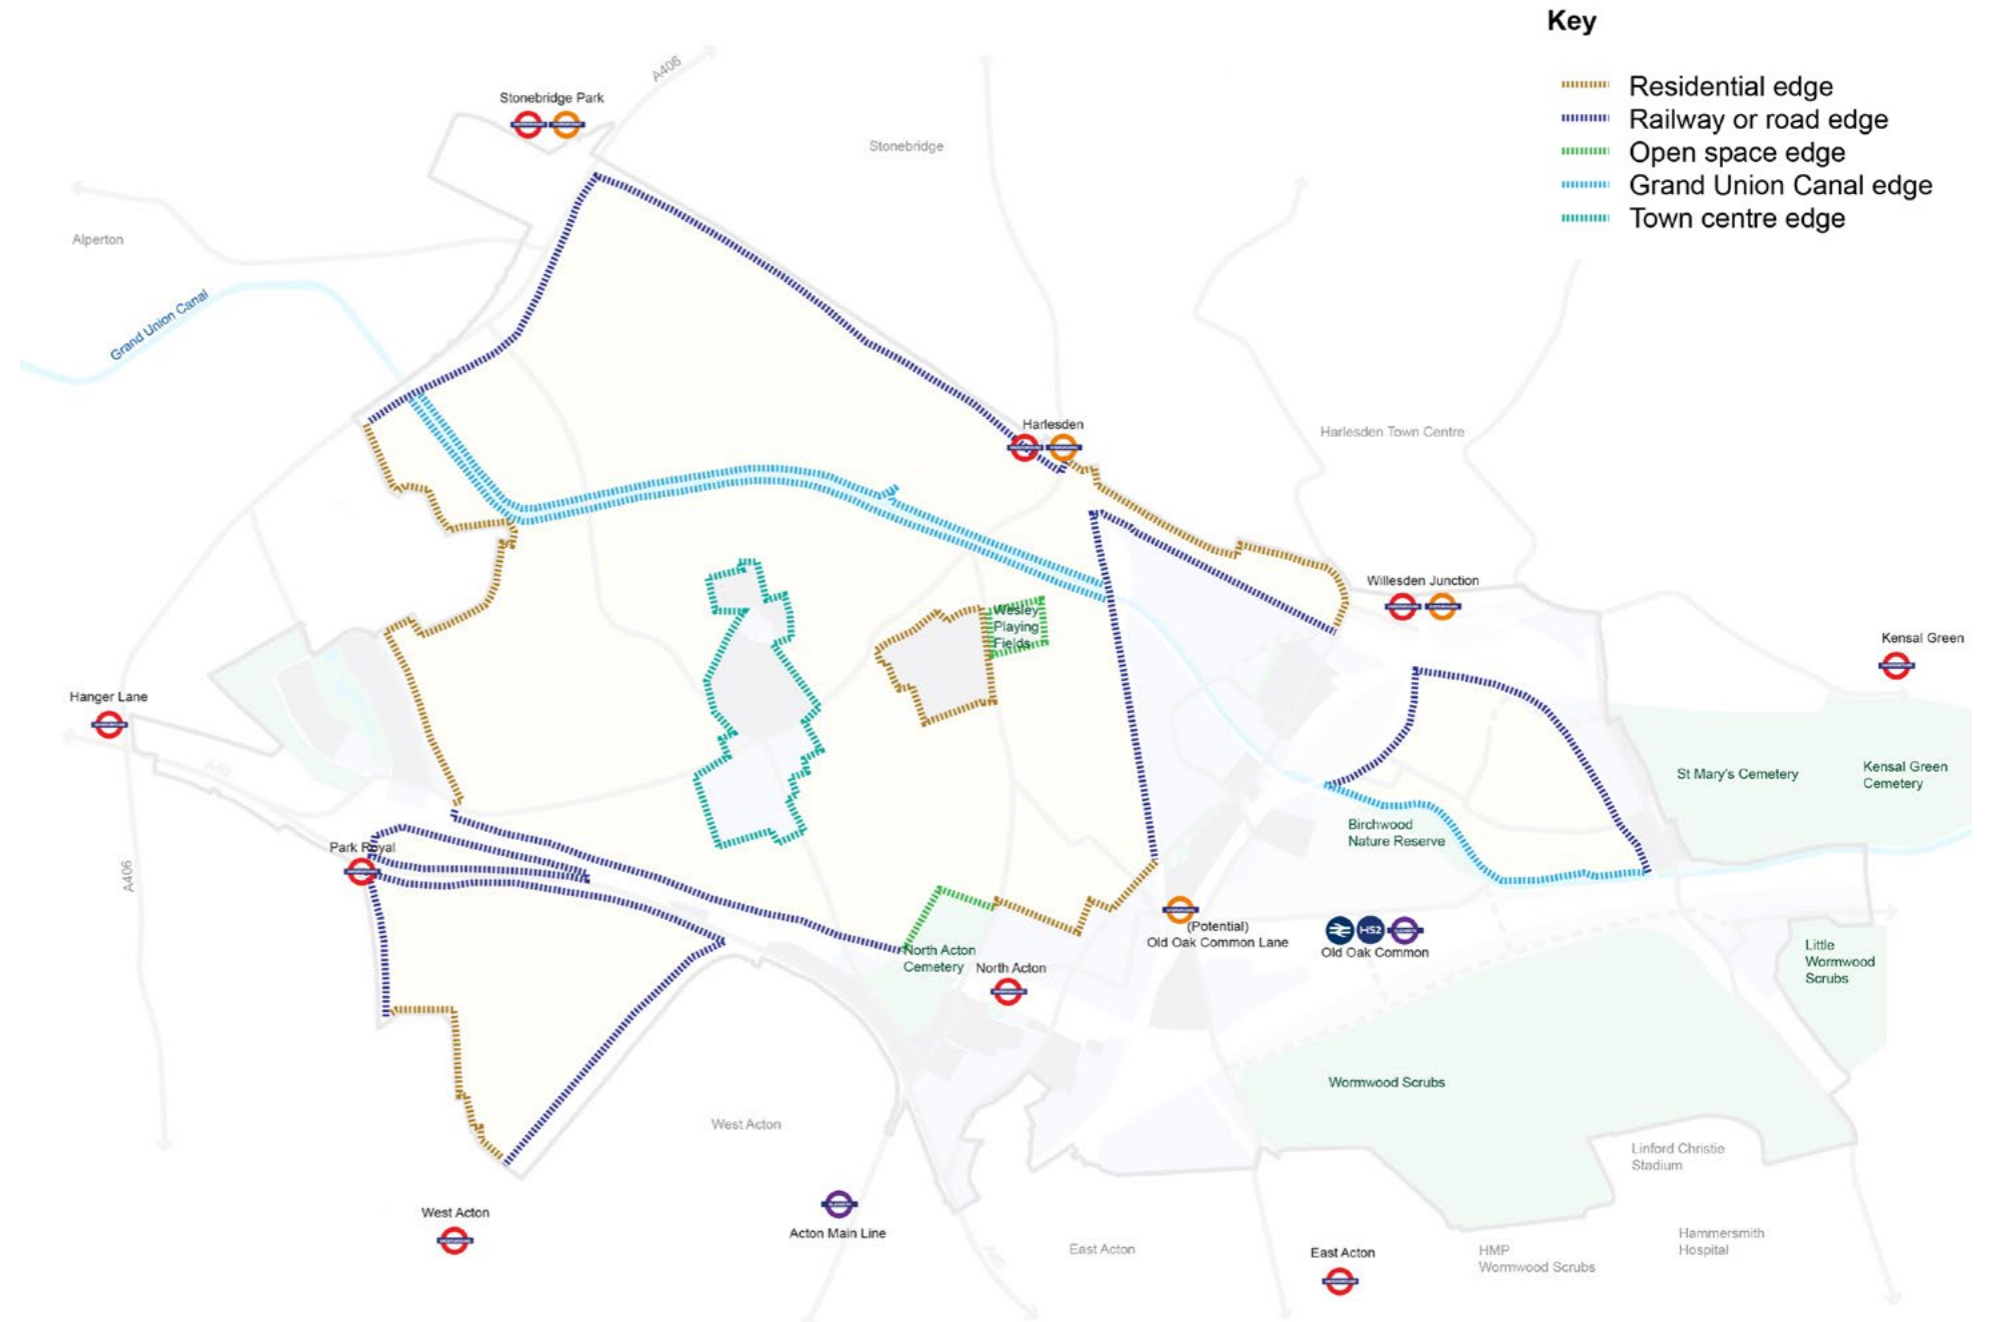 Key
Residential edge
Railway or road edge
Open space edge
Grand Union Canal edge
Town centre edge
A406
Stonebridge Park
Stonebridge
Alperton
Grand Union Canal
Harlesden
Harlesden Town Centre
Willesden Junction
Wesley
Playing
Fields
Kensal Green
Hanger Lane
A40
St Mary's Cemetery
Kensal Green
Cemetery
Birchwood
Nature Reserve
Park Royal
A406
(Potential)
Old Oak Common Lane
HS2
Old Oak Common
North Acton
Cemetery
North Acton
Little
Wormwood
Scrubs
Wormwood Scrubs
West Acton
Linford Christie
Stadium
West Acton
Acton Main Line
East Acton
East Acton
HMP
Wormwood Scrubs
Hammersmith
Hospital